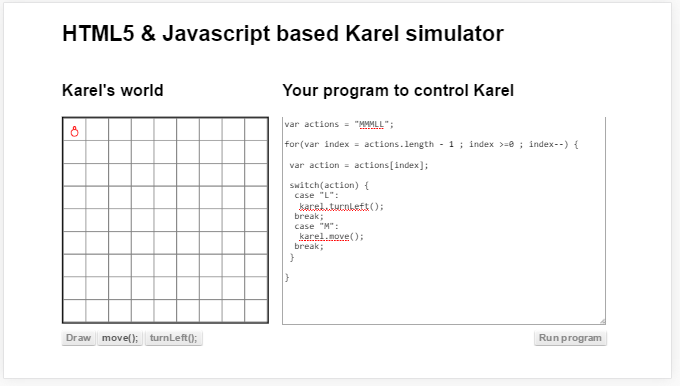 HTML5 & Javascript based Karel simulator
Karel's world
Your program to control Karel
var actions = "MMMLL";
for(var index = actions.length - 1 ; index >=0 ; index--) {
var action = actions[index];
switch(action) {
case "L":
karel.turnLeft();
break;
case "M":
karel.move();
break;
}
}
Draw move(); turnLeft(); Run program